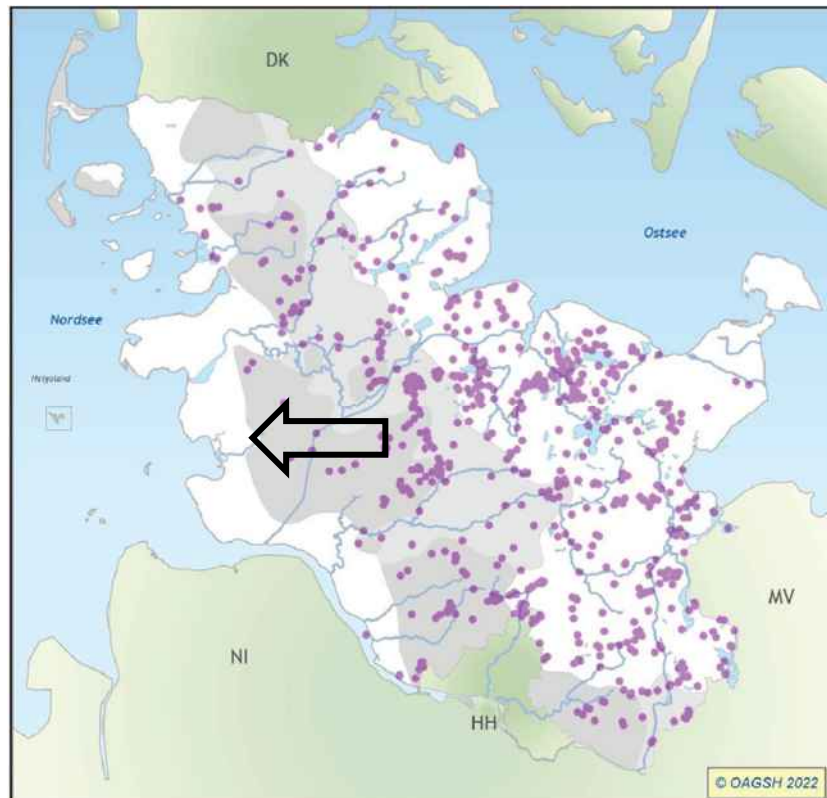 DK
Ostsee
Nordsee
Helgoland
MV
NI
HH
© OAGSH 2022